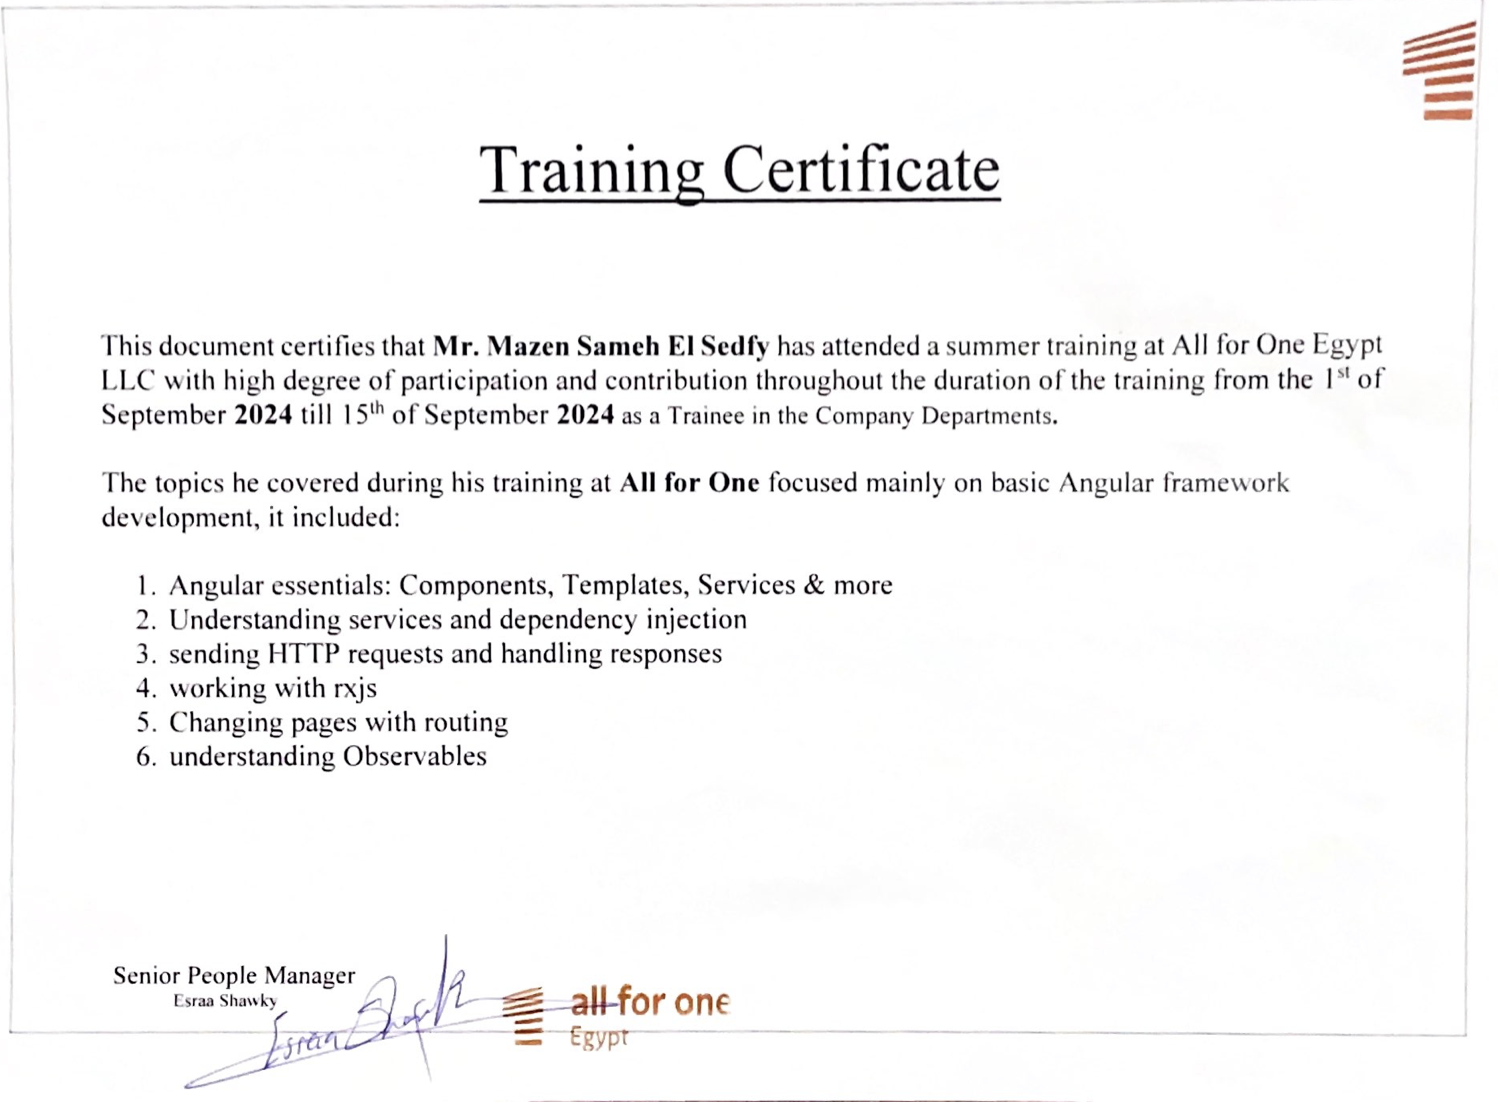 Training Certificate
This document certifies that Mr. Mazen Sameh El Sedfy has attended a summer training at All for One Egypt
LLC with high degree of participation and contribution throughout the duration of the training from the 1st of
September 2024 till 15th of September 2024 as a Trainee in the Company Departments.
The topics he covered during his training at All for One focused mainly on basic Angular framework
development, it included:
1. Angular essentials: Components, Templates, Services & more
2. Understanding services and dependency injection
3. sending HTTP requests and handling responses
4. working with rxjs
5. Changing pages with routing
6. understanding Observables
Senior People Manager
Esraa Shawky
Esraa Shawky
all for one
Egypt